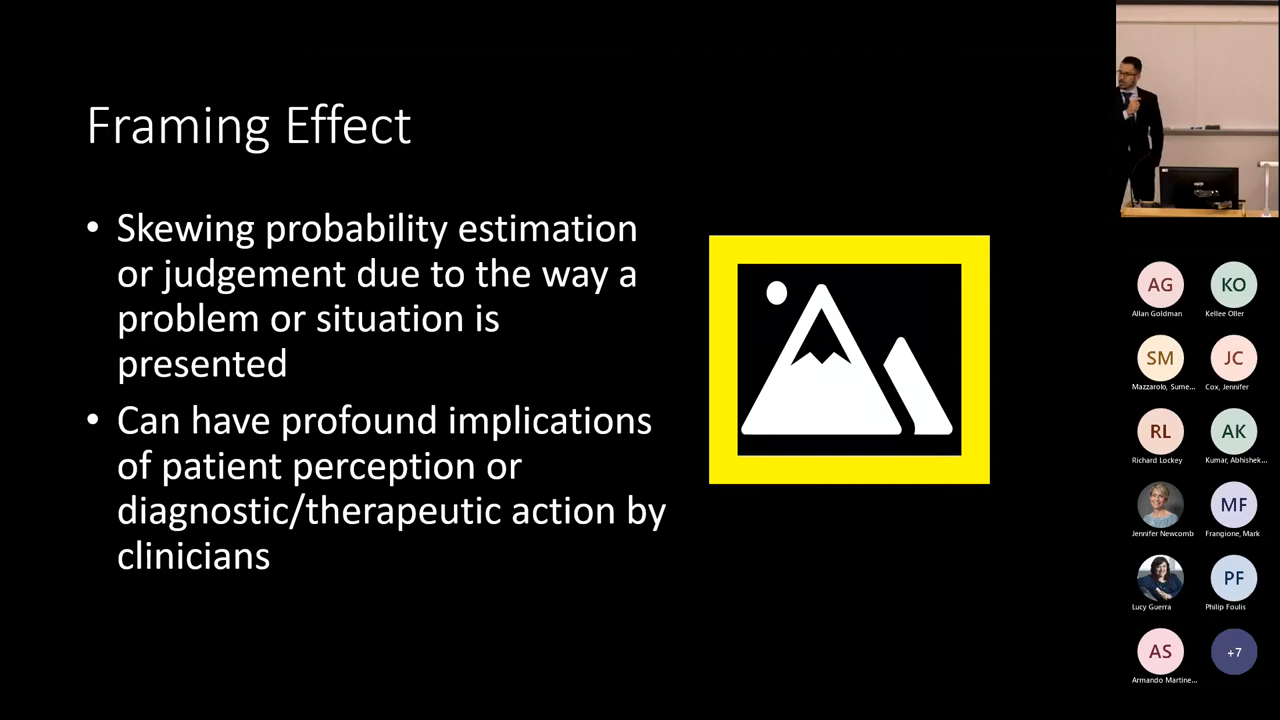 Framing Effect
• Skewing probability estimation
or judgement due to the way a
problem or situation is
presented
• Can have profound implications
of patient perception or
diagnostic/therapeutic action by
clinicians
AG
KO
Allan Goldman
Kellee Oller
SM
JC
Mazzarolo, Sume...
Cox, Jennifer
RL
AK
Richard Lockey
Kumar, Abhishek...
MF
Jennifer Newcomb
Frangione, Mark
PF
Lucy Guerra
Philip Foulis
AS
+7
Armando Martine...